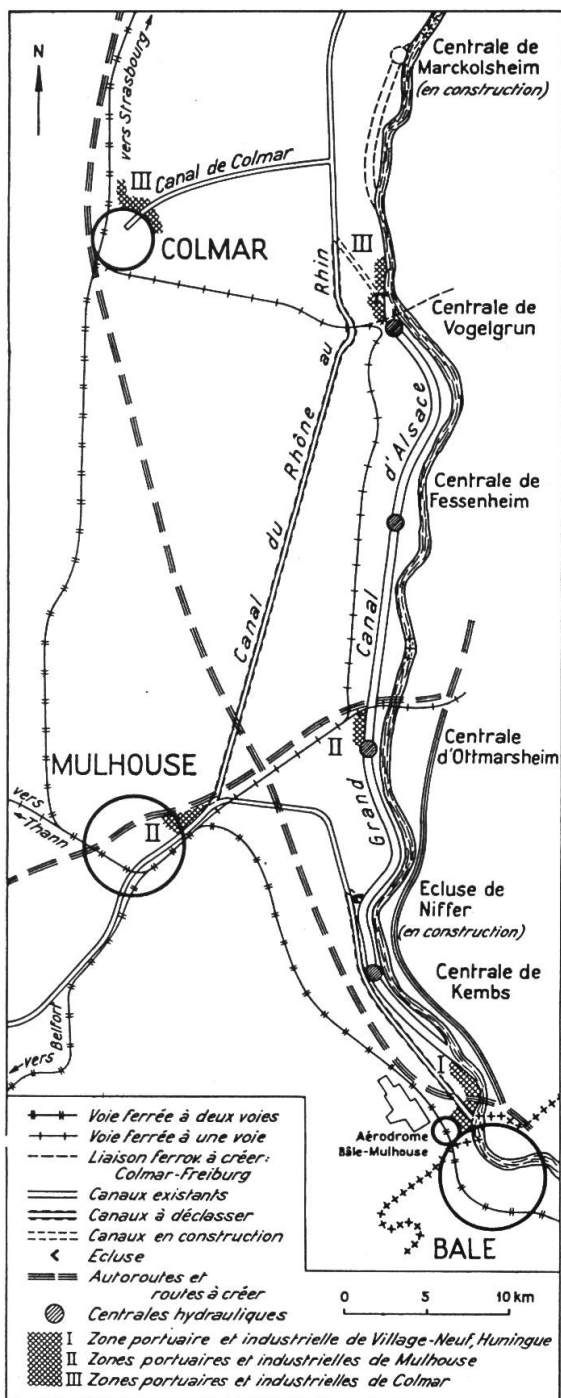 N
vers Strasbourg
Centrale de
Marckolsheim
(en construction)
III
Canal de Colmar
COLMAR
III
Centrale de
Vogelgrun
Canal du Rhône au Rhin
Grand Canal d'Alsace
Centrale de
Fessenheim
MULHOUSE
II
Centrale
d'Ottmarsheim
vers
Thann
II
Ecluse de
Niffer
(en construction)
Centrale de
Kembs
vers Belfort
I
Aérodrome
Bâle-Mulhouse
BALE
Voie ferrée à deux voies
Voie ferrée à une voie
Liaison ferrov. à créer:
Colmar-Freiburg
Canaux existants
Canaux à déclasser
Canaux en construction
Ecluse
Autoroutes et
routes à créer
Centrales hydrauliques
I Zone portuaire et industrielle de Village-Neuf, Huningue
II Zones portuaires et industrielles de Mulhouse
III Zones portuaires et industrielles de Colmar
0 5 10 km